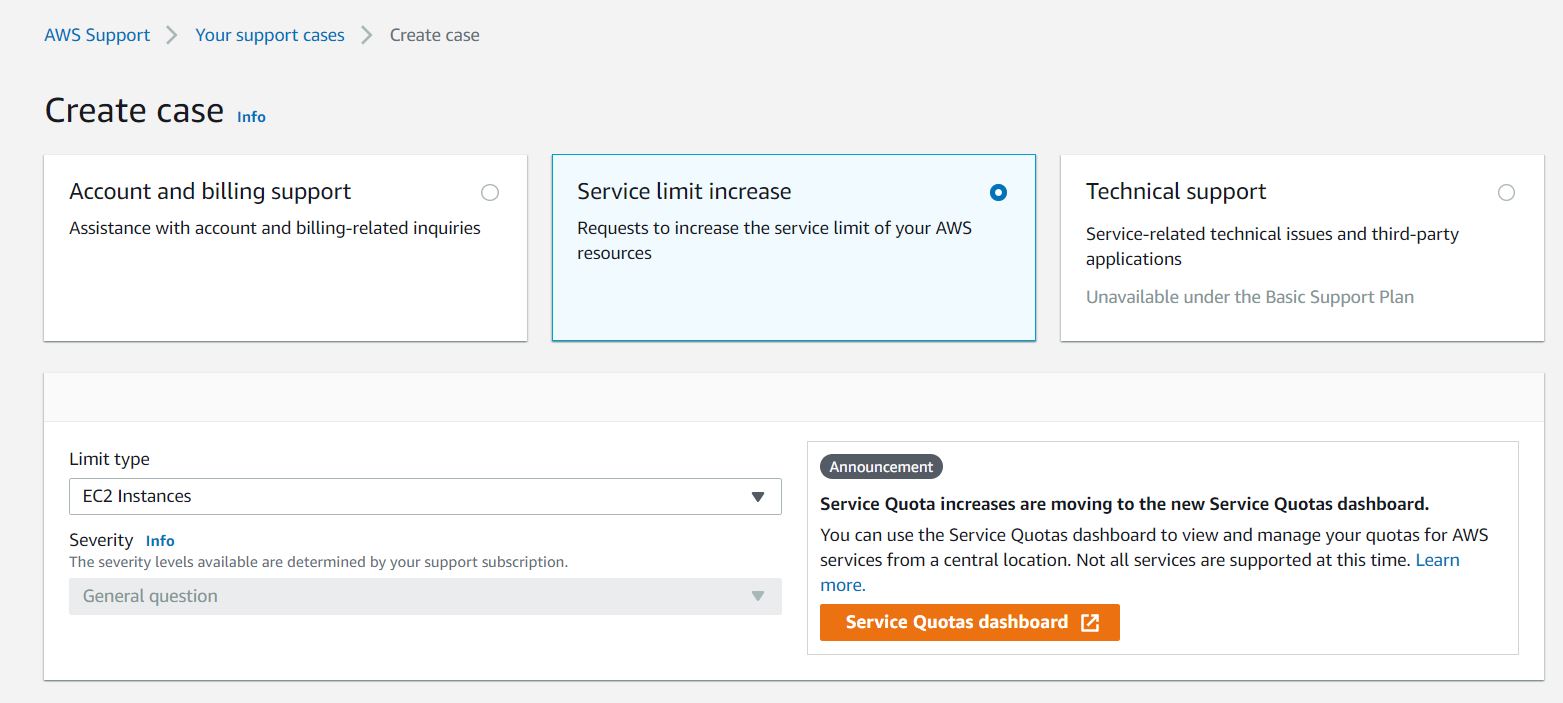 AWS Support > Your support cases > Create case
Create case Info
Account and billing support
Assistance with account and billing-related inquiries
Service limit increase
Requests to increase the service limit of your AWS
resources
Technical support
Service-related technical issues and third-party
applications
Unavailable under the Basic Support Plan
Limit type
EC2 Instances
Severity Info
The severity levels available are determined by your support subscription.
General question
Announcement
Service Quota increases are moving to the new Service Quotas dashboard.
You can use the Service Quotas dashboard to view and manage your quotas for AWS
services from a central location. Not all services are supported at this time. Learn
more.
Service Quotas dashboard